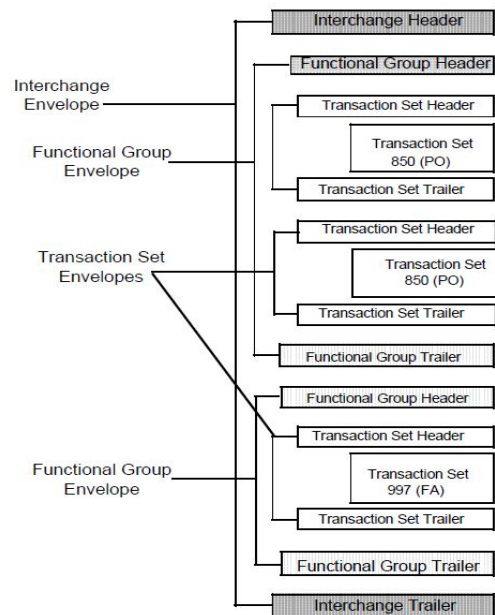 Interchange Header
Functional Group Header
Interchange
Envelope
Transaction Set Header
Transaction Set
850 (PO)
Functional Group
Envelope
Transaction Set Trailer
Transaction Set Header
Transaction Set
Envelopes
Transaction Set
850 (PO)
Transaction Set Trailer
Functional Group Trailer
Functional Group Header
Transaction Set Header
Functional Group
Envelope
Transaction Set
997 (FA)
Transaction Set Trailer
Functional Group Trailer
Interchange Trailer